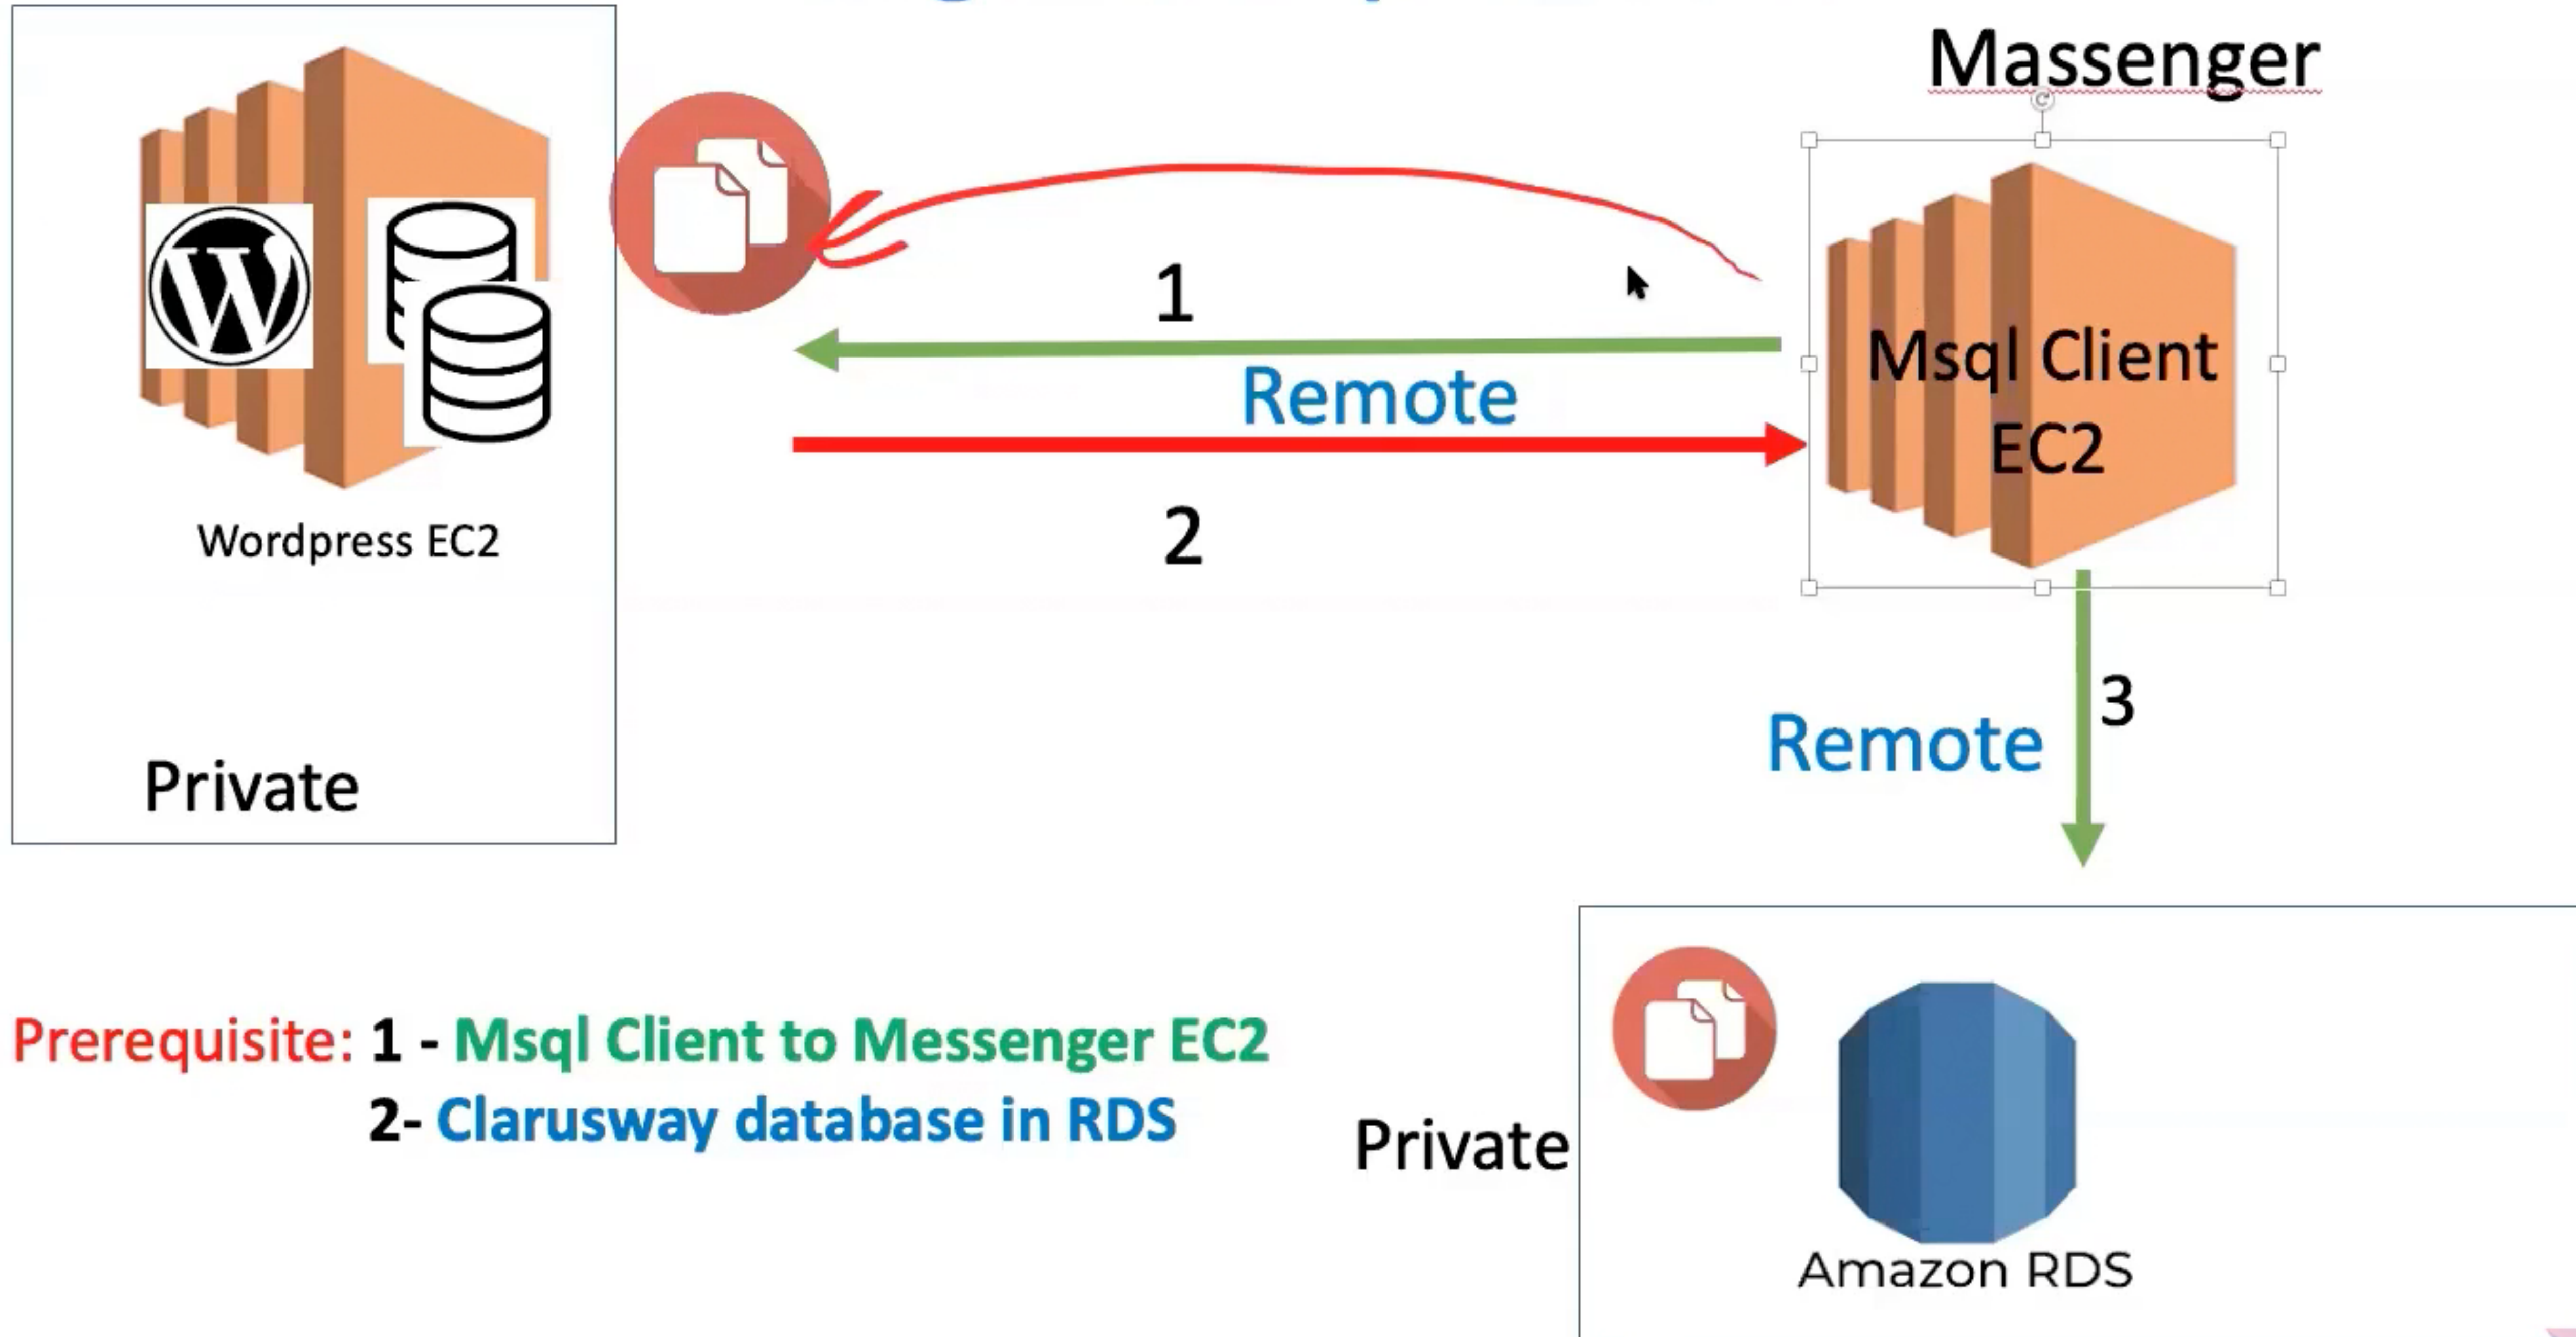 Massenger
1
Msql Client
EC2
Remote
2
Wordpress EC2
3
Remote
Private
Prerequisite: 1 - Msql Client to Messenger EC2
2- Clarusway database in RDS
Private
Amazon RDS